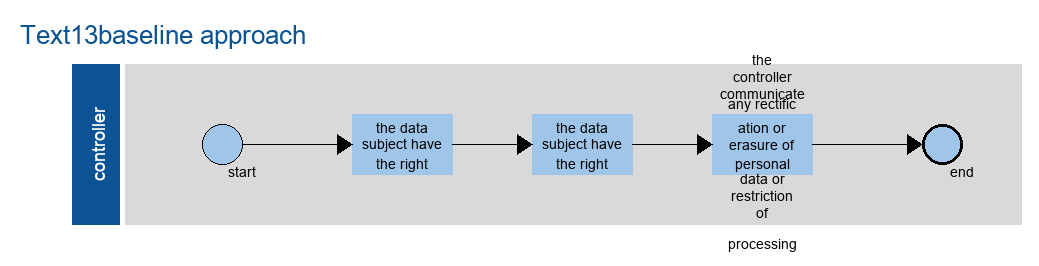 Text13baseline approach
controller
start
the data
subject have
the right
the data
subject have
the right
the
controller
communicate
any rectific
ation or
erasure of
personal
data or
restriction
of
processing
end